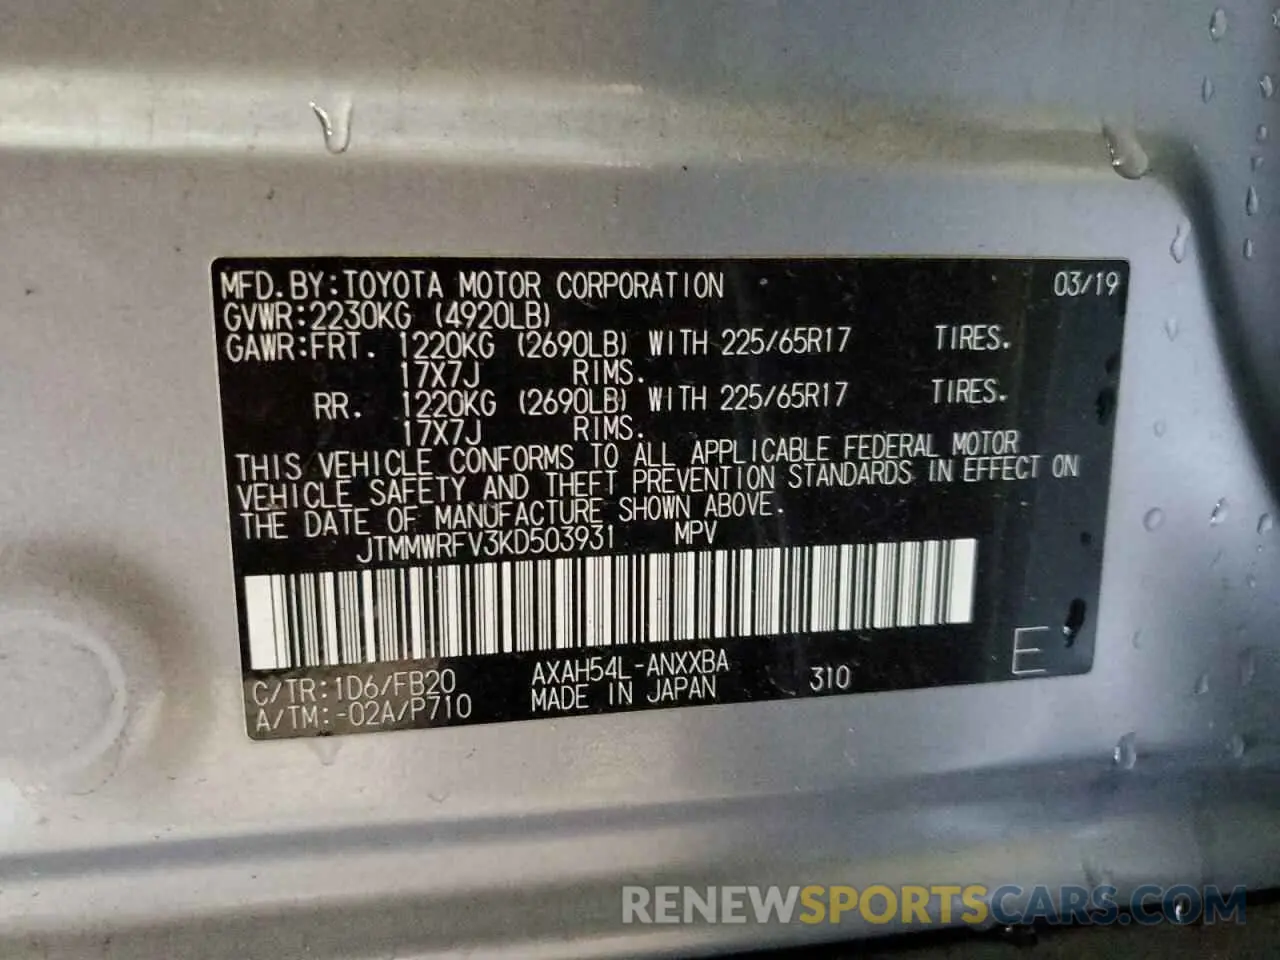 MFD.BY:TOYOTA MOTOR CORPORATION 03/19
GVWR:2230KG (4920LB)
GAWR:FRT. 1220KG (2690LB) WITH 225/65R17 TIRES.
17X7J RIMS.
RR. 1220KG (2690LB) WITH 225/65R17 TIRES.
17X7J RIMS.
THIS VEHICLE CONFORMS TO ALL APPLICABLE FEDERAL MOTOR
VEHICLE SAFETY AND THEFT PREVENTION STANDARDS IN EFFECT ON
THE DATE OF MANUFACTURE SHOWN ABOVE.
JTMMWRFV3KD503931 MPV
C/TR:1D6/FB20 AXAH54L-ANXXBA 310 E
A/TM:-02A/P710 MADE IN JAPAN
RENEWSPORTSCARS.COM